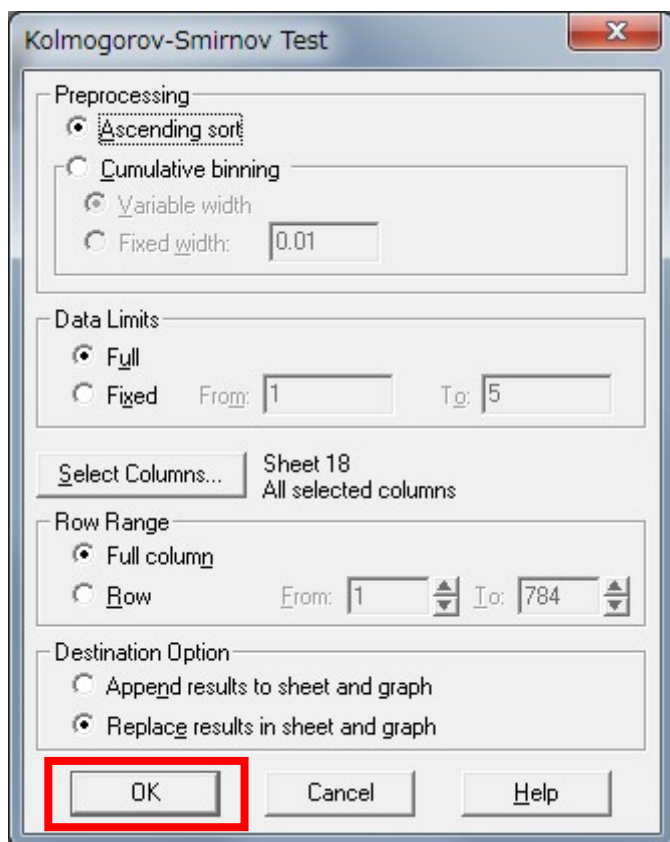 Kolmogorov-Smirnov Test
Preprocessing
Ascending sort
Cumulative binning
Variable width
Fixed width: 0.01
Data Limits
Full
Fixed From: 1 To: 5
Select Columns... Sheet 18
All selected columns
Row Range
Full column
Row From: 1 To: 784
Destination Option
Append results to sheet and graph
Replace results in sheet and graph
OK Cancel Help